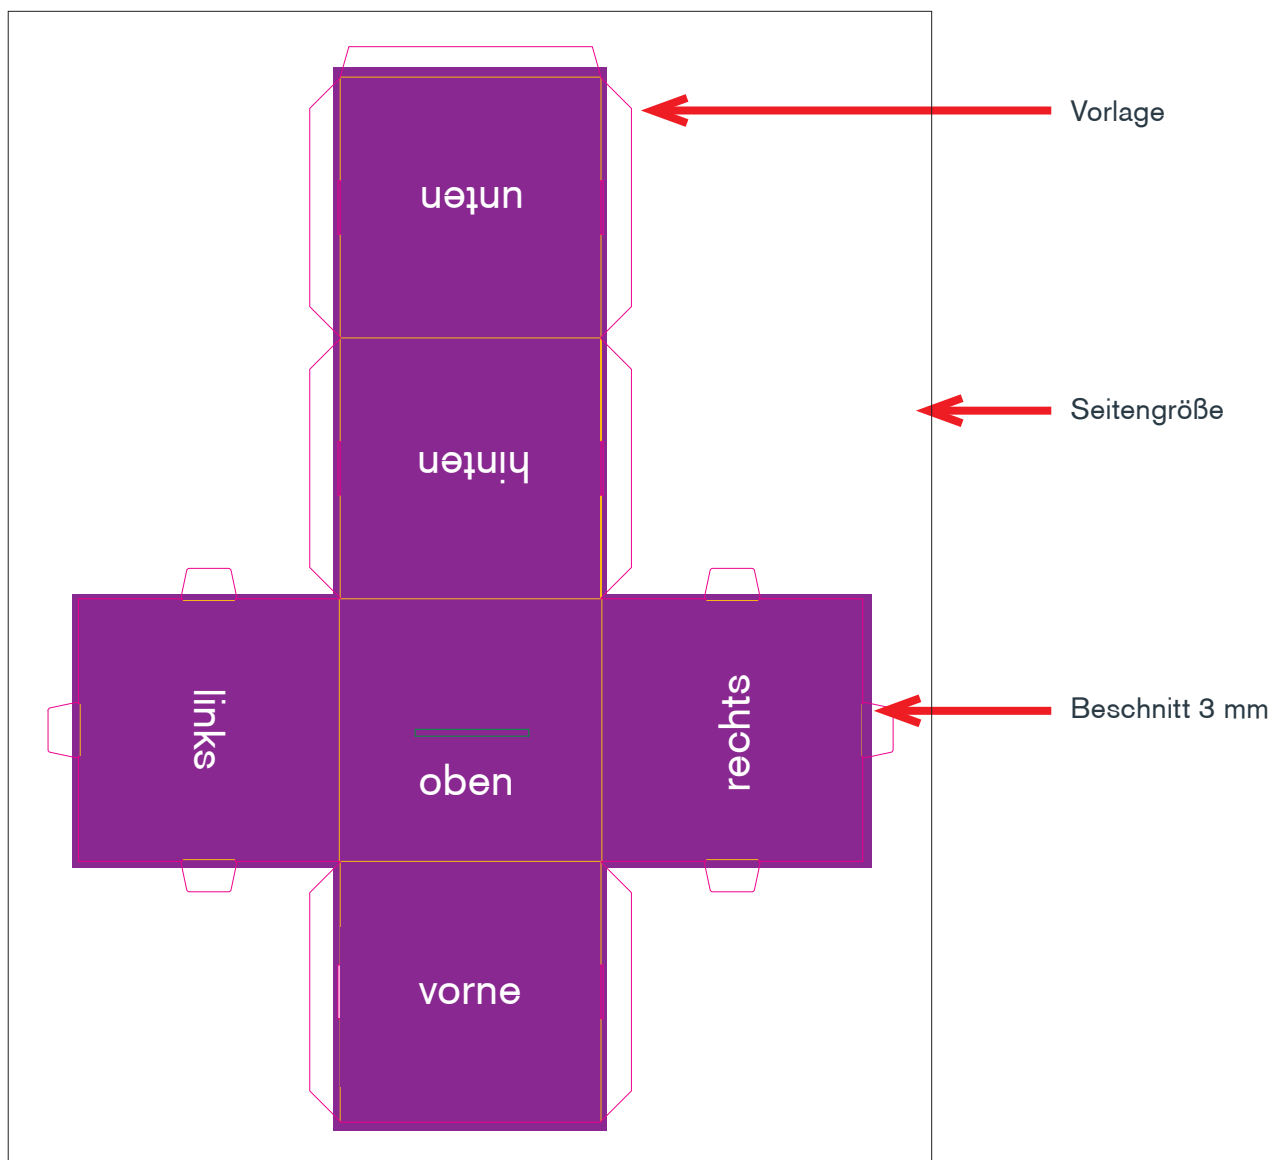 Vorlage
unten
Seitengröße
hinten
links
rechts
Beschnitt 3 mm
oben
vorne